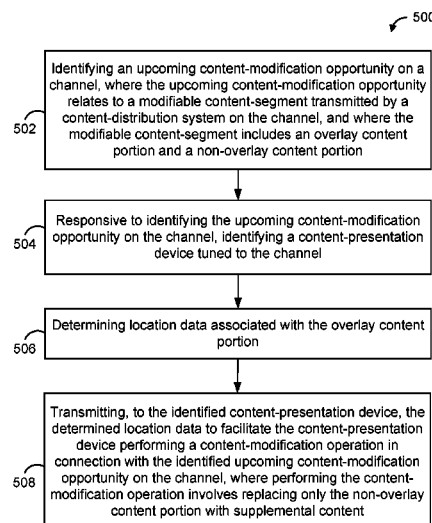 500
Identifying an upcoming content-modification opportunity on a
channel, where the upcoming content-modification opportunity
relates to a modifiable content-segment transmitted by a
content-distribution system on the channel, and where the
modifiable content-segment includes an overlay content
portion and a non-overlay content portion
502
Responsive to identifying the upcoming content-modification
opportunity on the channel, identifying a content-presentation
device tuned to the channel
504
Determining location data associated with the overlay content
portion
506
Transmitting, to the identified content-presentation device, the
determined location data to facilitate the content-presentation
device performing a content-modification operation in
connection with the identified upcoming content-modification
opportunity on the channel, where performing the content-
modification operation involves replacing only the non-overlay
content portion with supplemental content
508